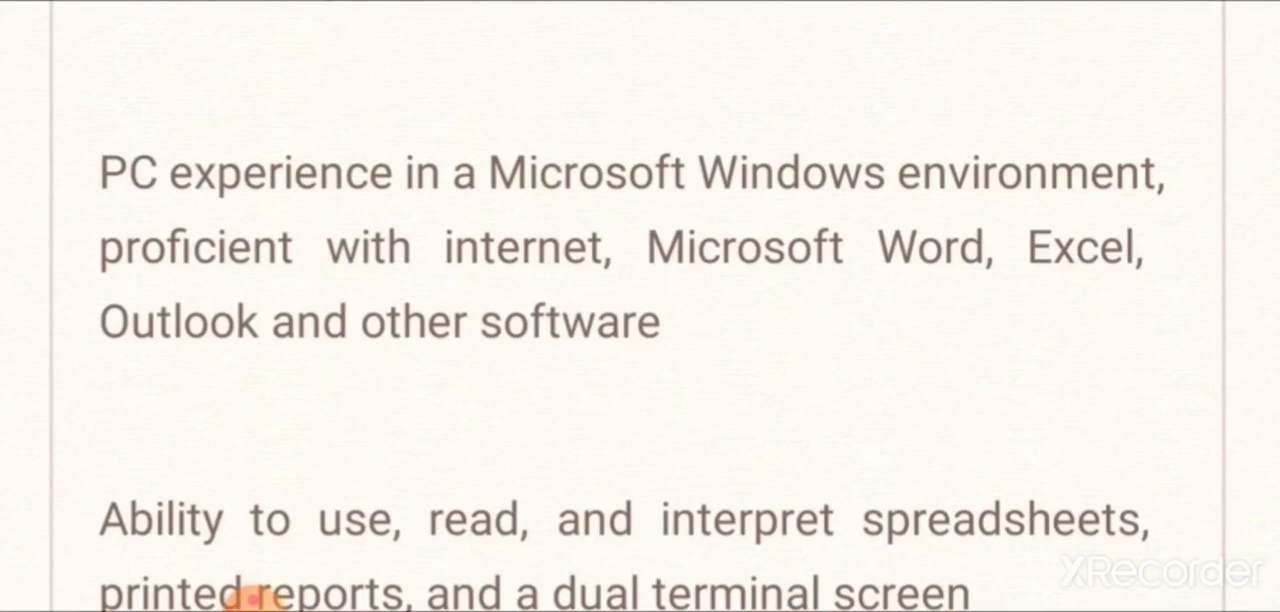 PC experience in a Microsoft Windows environment,
proficient with internet, Microsoft Word, Excel,
Outlook and other software
Ability to use, read, and interpret spreadsheets,
printed reports, and a dual terminal screen
XRecorder